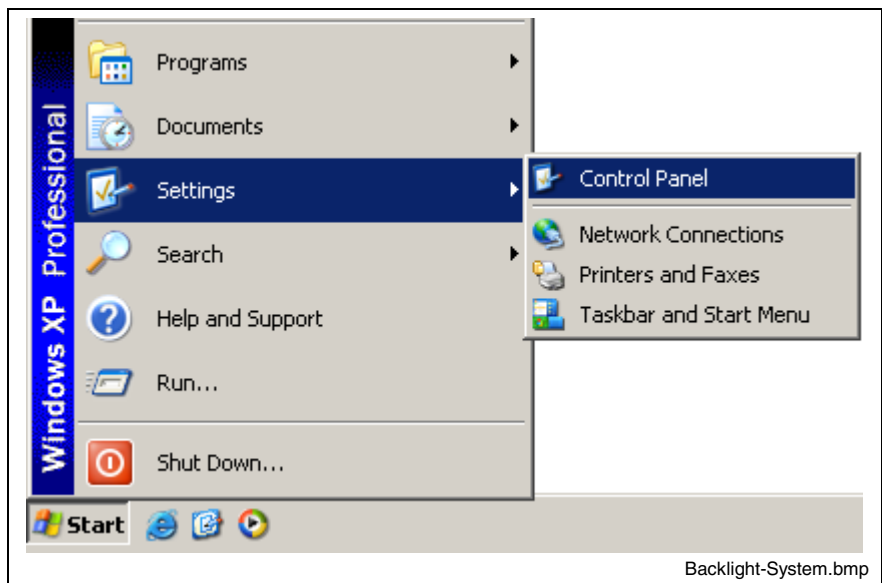 Windows XP Professional
Programs
Documents
Settings
Search
Help and Support
Run...
Shut Down...
Control Panel
Network Connections
Printers and Faxes
Taskbar and Start Menu
Start
Backlight-System.bmp